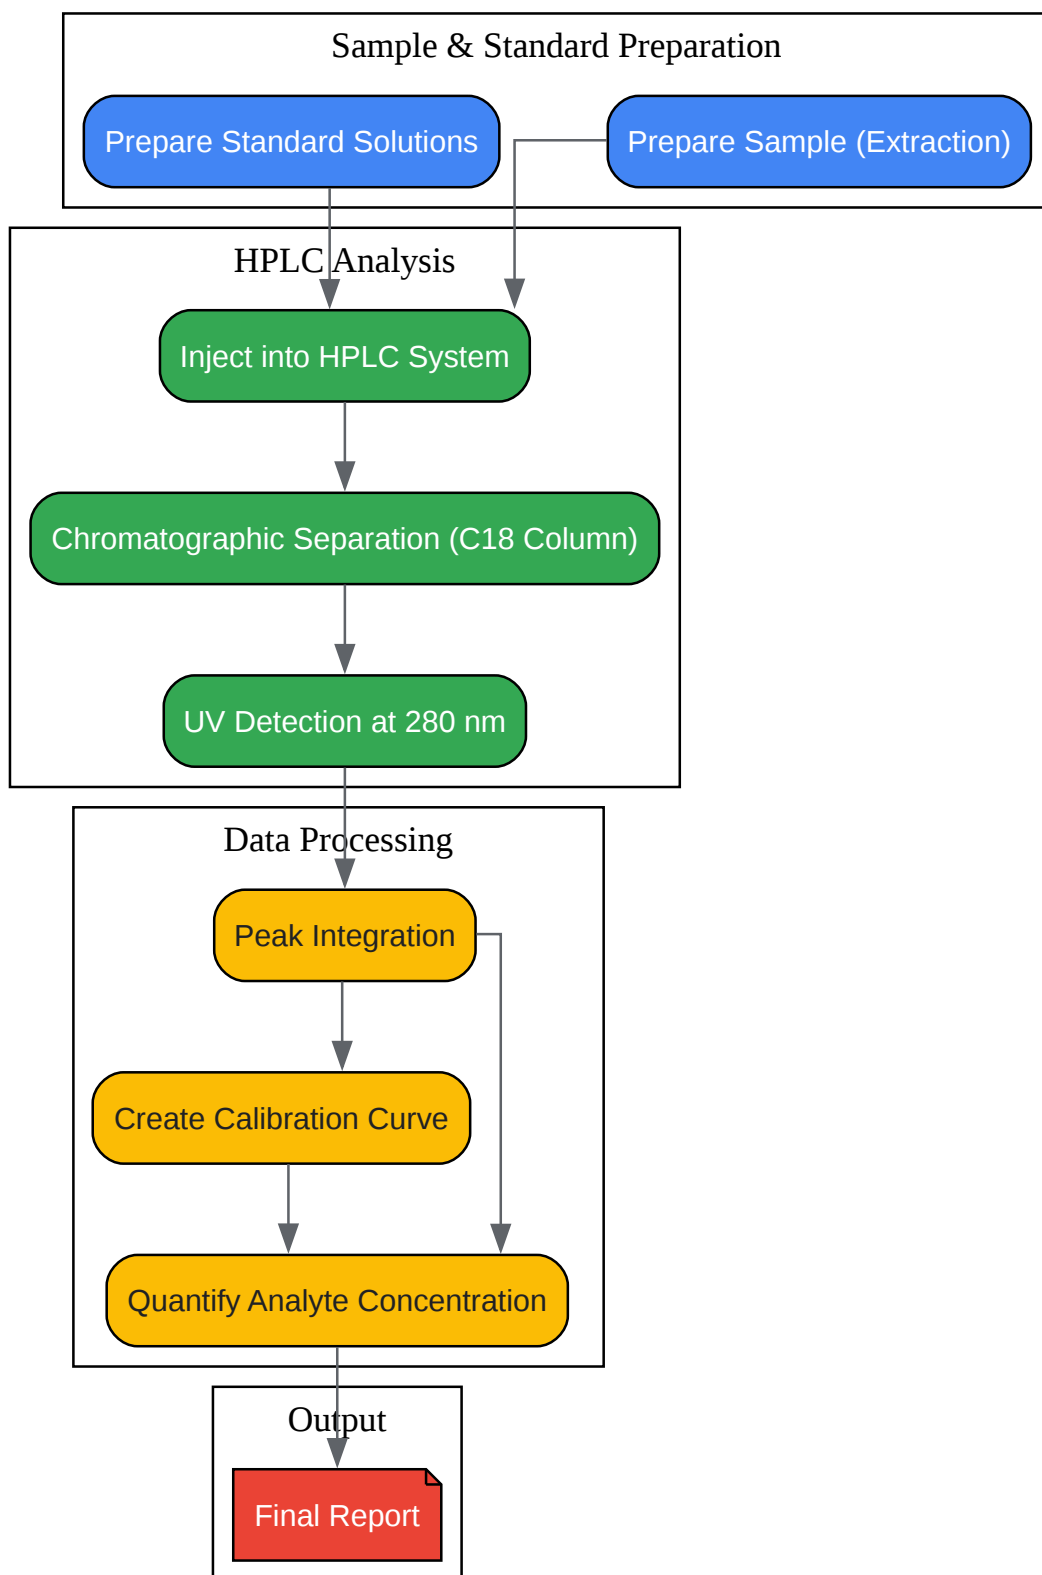 Sample & Standard Preparation
Prepare Standard Solutions
Prepare Sample (Extraction)
HPLC Analysis
Inject into HPLC System
Chromatographic Separation (C18 Column)
UV Detection at 280 nm
Data Processing
Peak Integration
Create Calibration Curve
Quantify Analyte Concentration
Output
Final Report